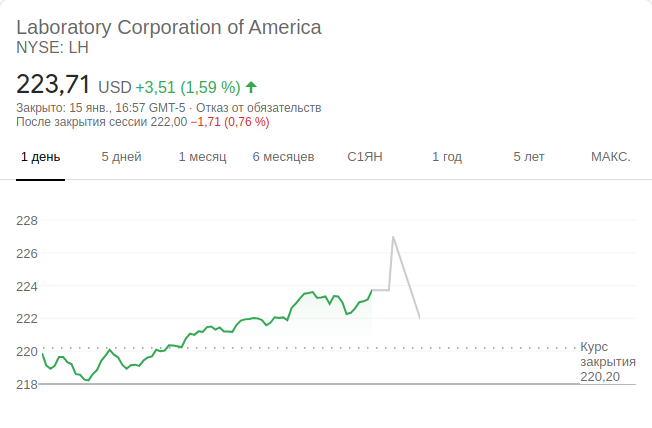 Laboratory Corporation of America
NYSE: LH
223,71 USD +3,51 (1,59 %)
Закрыто: 15 янв., 16:57 GMT-5 · Отказ от обязательств
После закрытия сессии 222,00 −1,71 (0,76 %)
1 день 5 дней 1 месяц 6 месяцев С1ЯН 1 год 5 лет МАКС.
228
226
224
222
220
218
Курс
закрытия
220,20